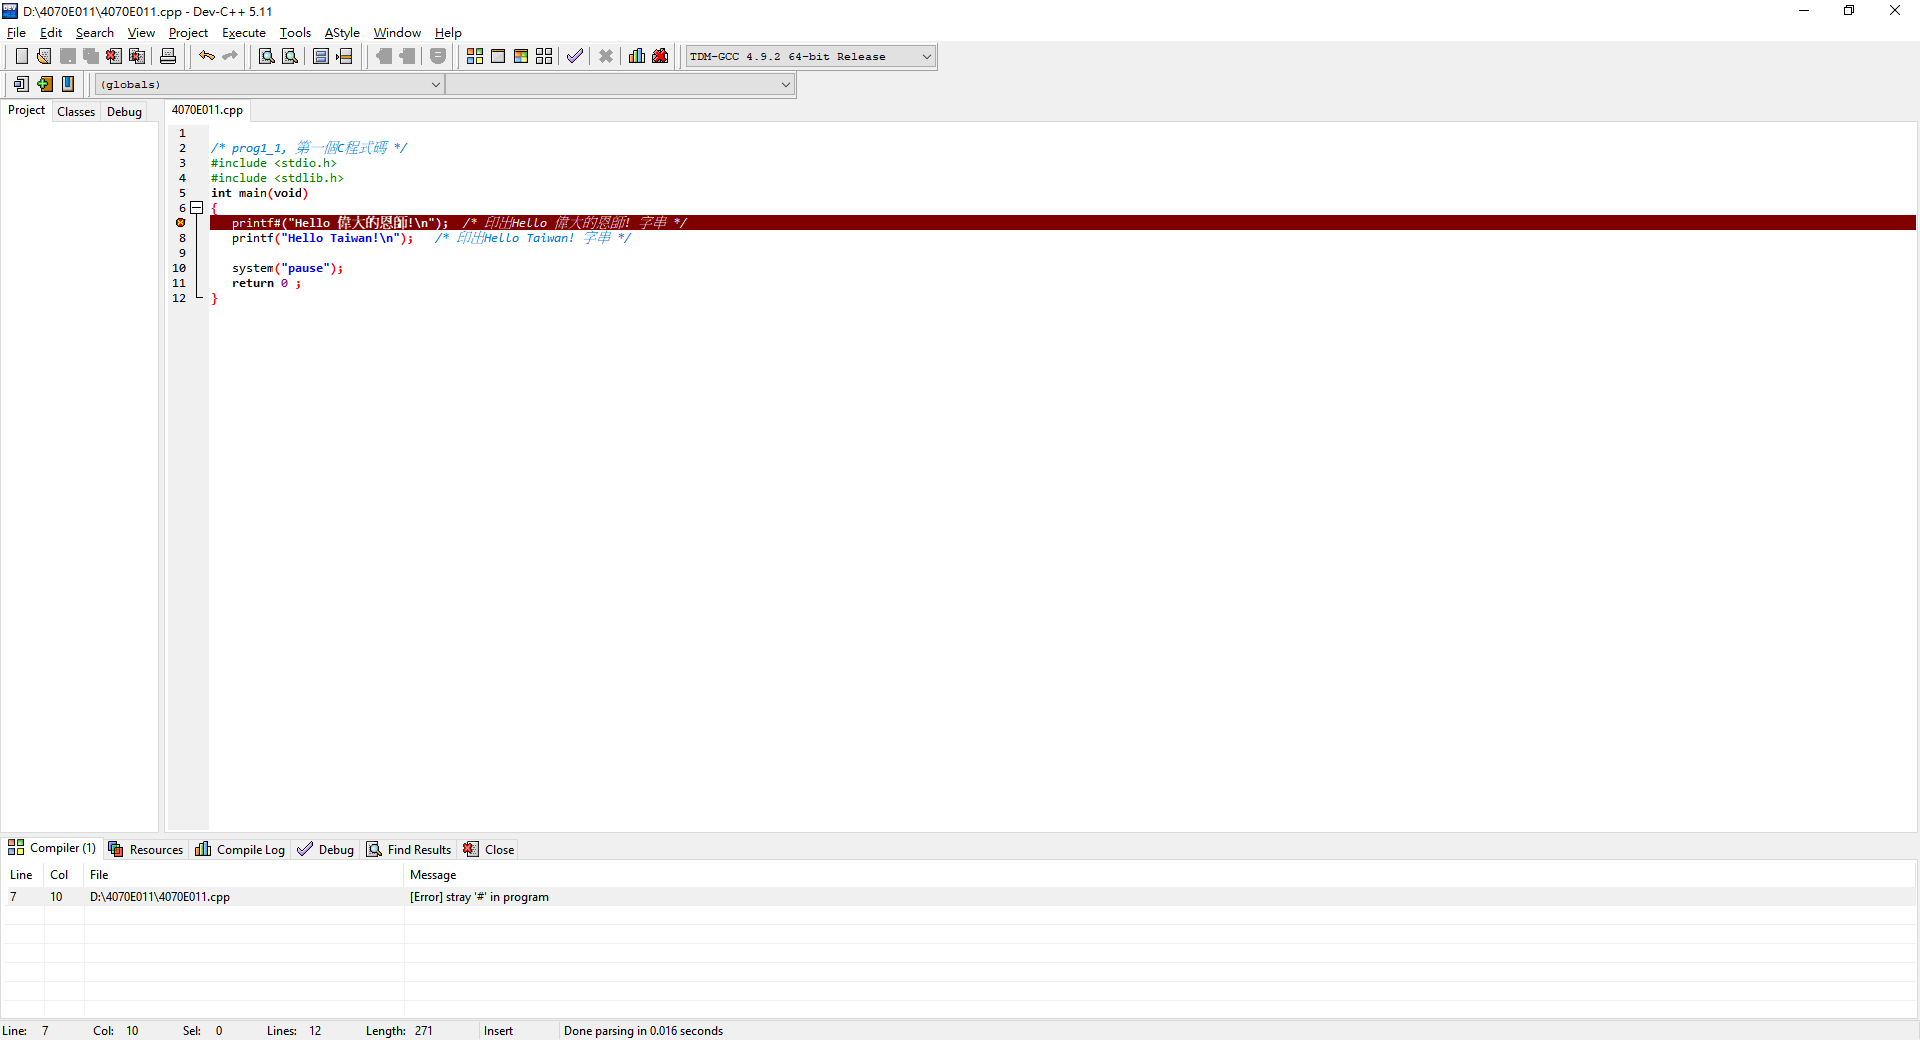 D:\4070E011\4070E011.cpp - Dev-C++ 5.11
File Edit Search View Project Execute Tools AStyle Window Help
TDM-GCC 4.9.2 64-bit Release
(globals)
Project Classes Debug 4070E011.cpp
1
2 /* prog1_1, 第一個C程式碼 */
3 #include <stdio.h>
4 #include <stdlib.h>
5 int main(void)
6 {
printf#("Hello 偉大的恩師!\n"); /* 印出Hello 偉大的恩師! 字串 */
8 printf("Hello Taiwan!\n"); /* 印出Hello Taiwan! 字串 */
9
10 system("pause");
11 return 0 ;
12 }
Compiler (1) Resources Compile Log Debug Find Results Close
Line Col File Message
7 10 D:\4070E011\4070E011.cpp [Error] stray '#' in program
Line: 7 Col: 10 Sel: 0 Lines: 12 Length: 271 Insert Done parsing in 0.016 seconds